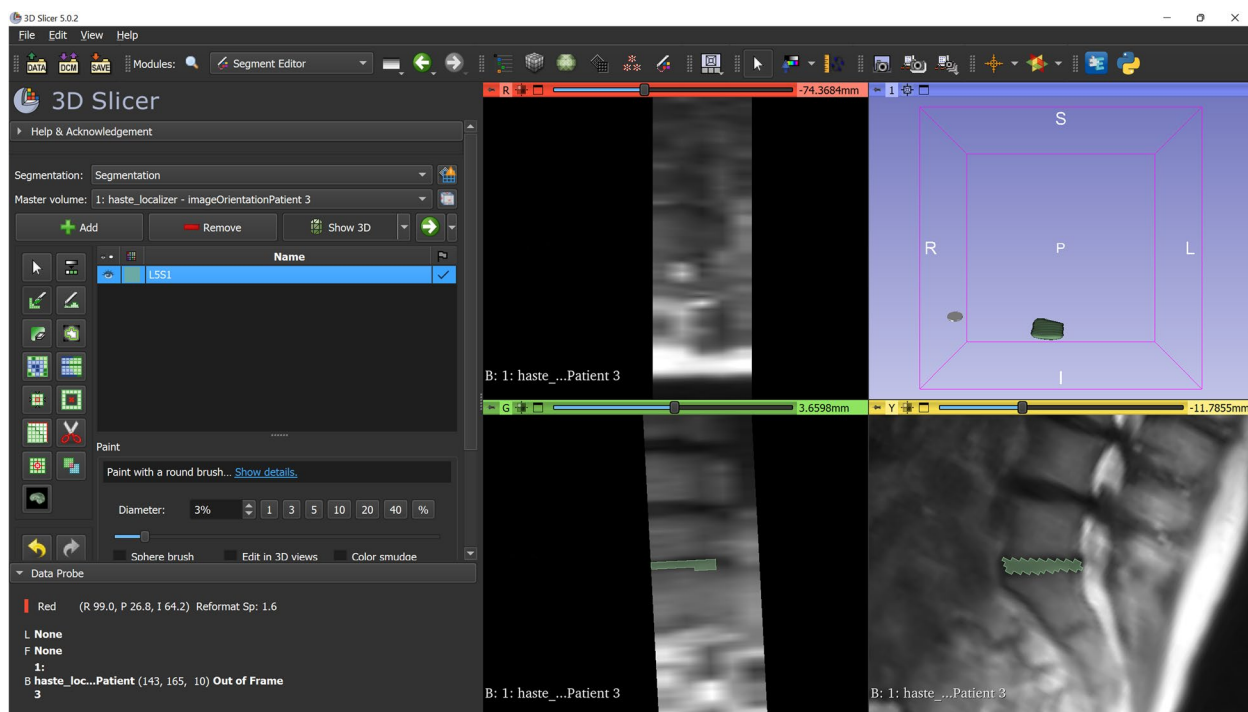 3D Slicer 5.0.2
File Edit View Help
DATA DCM SAVE Modules: Segment Editor
3D Slicer
Help & Acknowledgement
Segmentation: Segmentation
Master volume: 1: haste_localizer - imageOrientationPatient 3
Add Remove Show 3D
Name
L5S1
Paint
Paint with a round brush... Show details.
Diameter: 3% 1 3 5 10 20 40 %
Sphere brush Edit in 3D views Color smudge
Data Probe
Red (R 99.0, P 26.8, I 64.2) Reformat Sp: 1.6
L None
F None
1:
B haste_loc...Patient (143, 165, 10) Out of Frame
3
R -74.3684mm
B: 1: haste_...Patient 3
1
S
R P L
I
G 3.6598mm
B: 1: haste_...Patient 3
Y -11.7855mm
B: 1: haste_...Patient 3